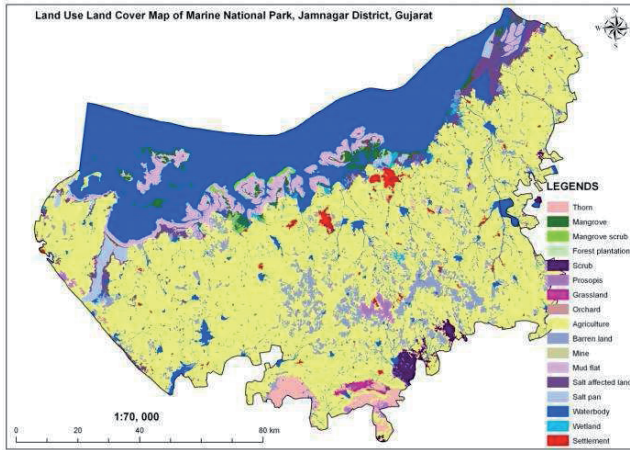 Land Use Land Cover Map of Marine National Park, Jamnagar District, Gujarat
N
W
E
S
LEGENDS
Thorn
Mangrove
Mangrove scrub
Forest plantation
Scrub
Prosopis
Grassland
Orchard
Agriculture
Barren land
Mine
Mud flat
Salt affected land
Salt pan
Waterbody
Wetland
Settlement
1:70, 000
0 20 40 80 km